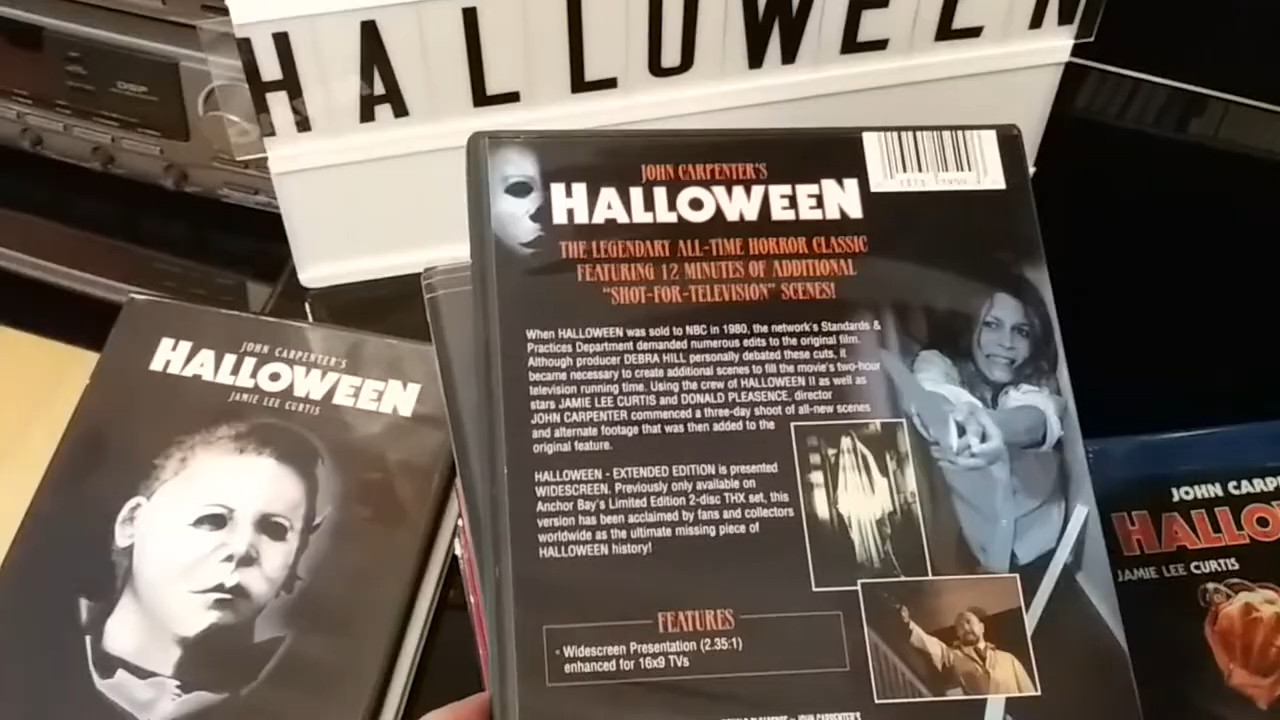 HALLOWEEN
DSP
JOHN CARPENTER'S
HALLOWEEN
THE LEGENDARY ALL-TIME HORROR CLASSIC
FEATURING 12 MINUTES OF ADDITIONAL
"SHOT-FOR-TELEVISION" SCENES!
When HALLOWEEN was sold to NBC in 1980, the network's Standards &
Practices Department demanded numerous edits to the original film.
Although producer DEBRA HILL personally debated these cuts, it
became necessary to create additional scenes to fill the movie's two-hour
television running time. Using the crew of HALLOWEEN II as well as
stars JAMIE LEE CURTIS and DONALD PLEASENCE, director
JOHN CARPENTER commenced a three-day shoot of all-new scenes
and alternate footage that was then added to the
original feature.
HALLOWEEN - EXTENDED EDITION is presented
WIDESCREEN. Previously only available on
Anchor Bay's Limited Edition 2-disc THX set, this
version has been acclaimed by fans and collectors
worldwide as the ultimate missing piece of
HALLOWEEN history!
FEATURES
• Widescreen Presentation (2.35:1)
enhanced for 16x9 TVs
JOHN CARPENTER'S
HALLOWEEN
JAMIE LEE CURTIS
JOHN CARP
HALLO
JAMIE LEE CURTIS